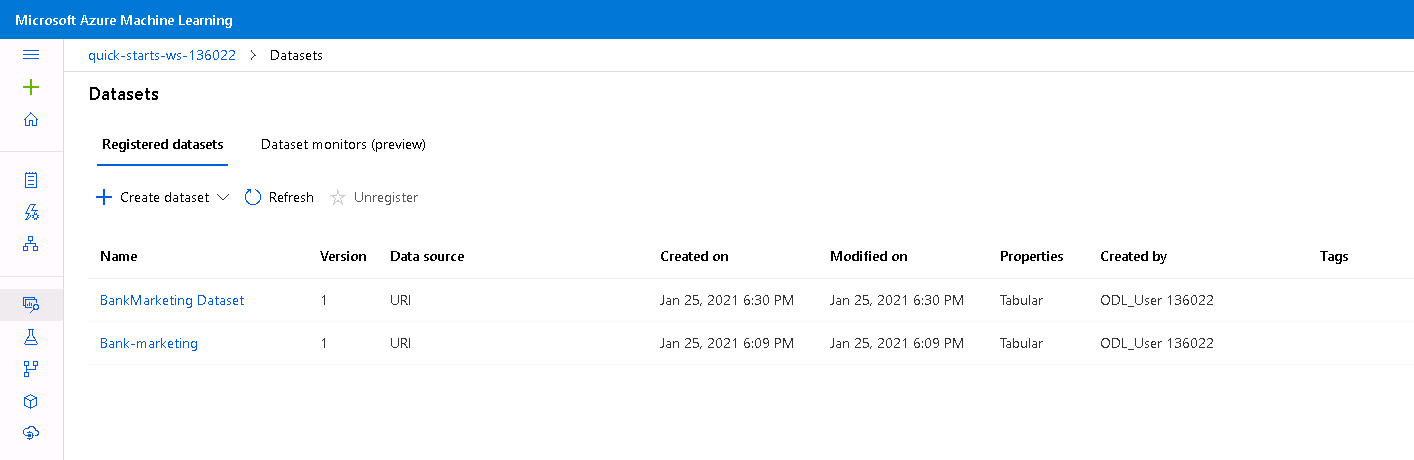 Microsoft Azure Machine Learning
quick-starts-ws-136022 > Datasets
Datasets
Registered datasets Dataset monitors (preview)
Create dataset Refresh Unregister
Name Version Data source Created on Modified on Properties Created by Tags
BankMarketing Dataset 1 URI Jan 25, 2021 6:30 PM Jan 25, 2021 6:30 PM Tabular ODL_User 136022
Bank-marketing 1 URI Jan 25, 2021 6:09 PM Jan 25, 2021 6:09 PM Tabular ODL_User 136022